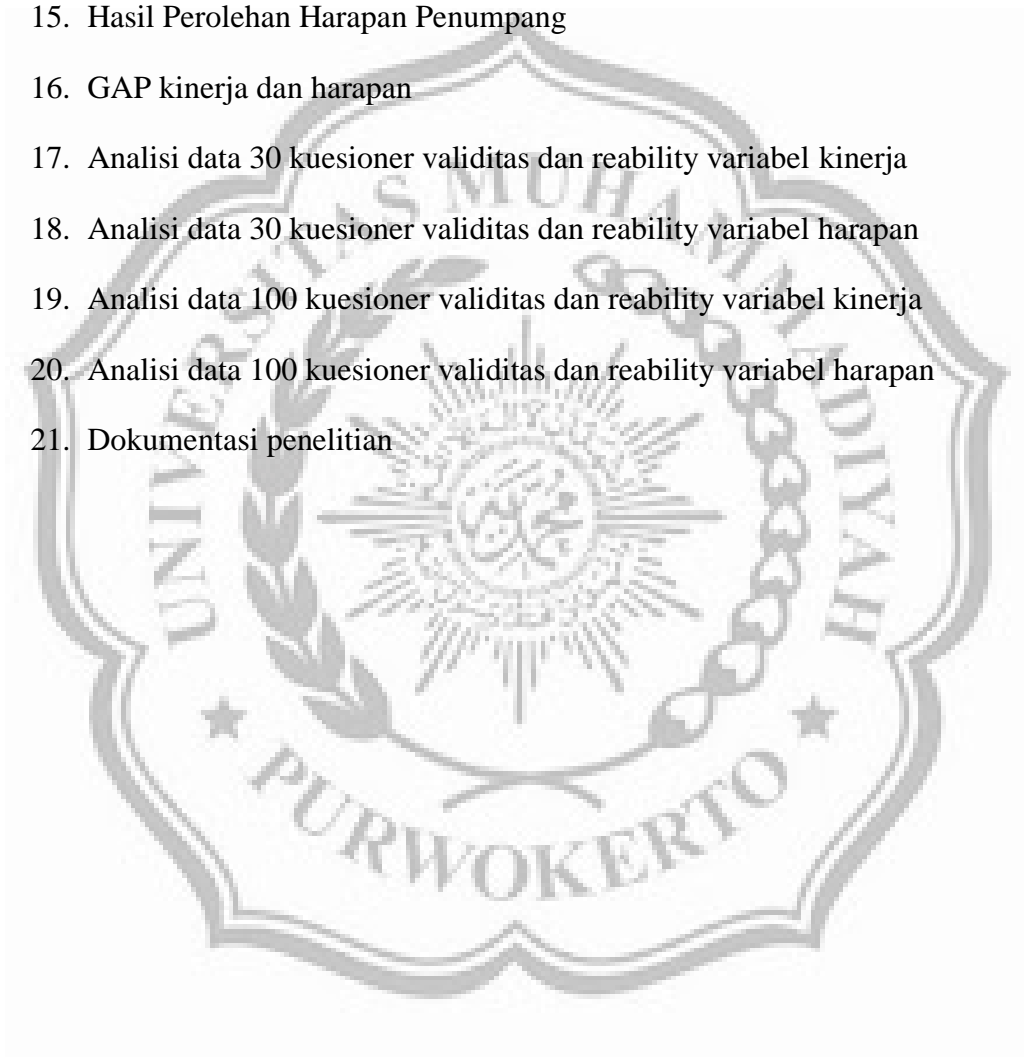 15. Hasil Perolehan Harapan Penumpang
16. GAP kinerja dan harapan
17. Analisi data 30 kuesioner validitas dan reability variabel kinerja
18. Analisi data 30 kuesioner validitas dan reability variabel harapan
19. Analisi data 100 kuesioner validitas dan reability variabel kinerja
20. Analisi data 100 kuesioner validitas dan reability variabel harapan
21. Dokumentasi penelitian
UNIVERSITAS MUHAMMADIYAH
PURWOKERTO